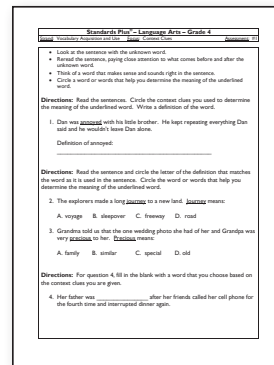 Standards Plus® – Language Arts – Grade 4
Strand: Vocabulary Acquisition and Use Focus: Context Clues Assessment: #1
• Look at the sentence with the unknown word.
• Reread the sentence, paying close attention to what comes before and after the
unknown word.
• Think of a word that makes sense and sounds right in the sentence.
• Circle a word or words that help you determine the meaning of the underlined
word.
Directions: Read the sentences. Circle the context clues you used to determine
the meaning of the underlined word. Write a definition of the word.
1. Dan was annoyed with his little brother. He kept repeating everything Dan
said and he wouldn't leave Dan alone.
Definition of annoyed:
Directions: Read the sentence and circle the letter of the definition that matches
the word as it is used in the sentence. Circle the word or words that help you
determine the meaning of the underlined word.
2. The explorers made a long journey to a new land. Journey means:
A. voyage B. sleepover C. freeway D. road
3. Grandma told us that the one wedding photo she had of her and Grandpa was
very precious to her. Precious means:
A. family B. similar C. special D. old
Directions: For question 4, fill in the blank with a word that you choose based on
the context clues you are given.
4. Her father was ______________ after her friends called her cell phone for
the fourth time and interrupted dinner again.